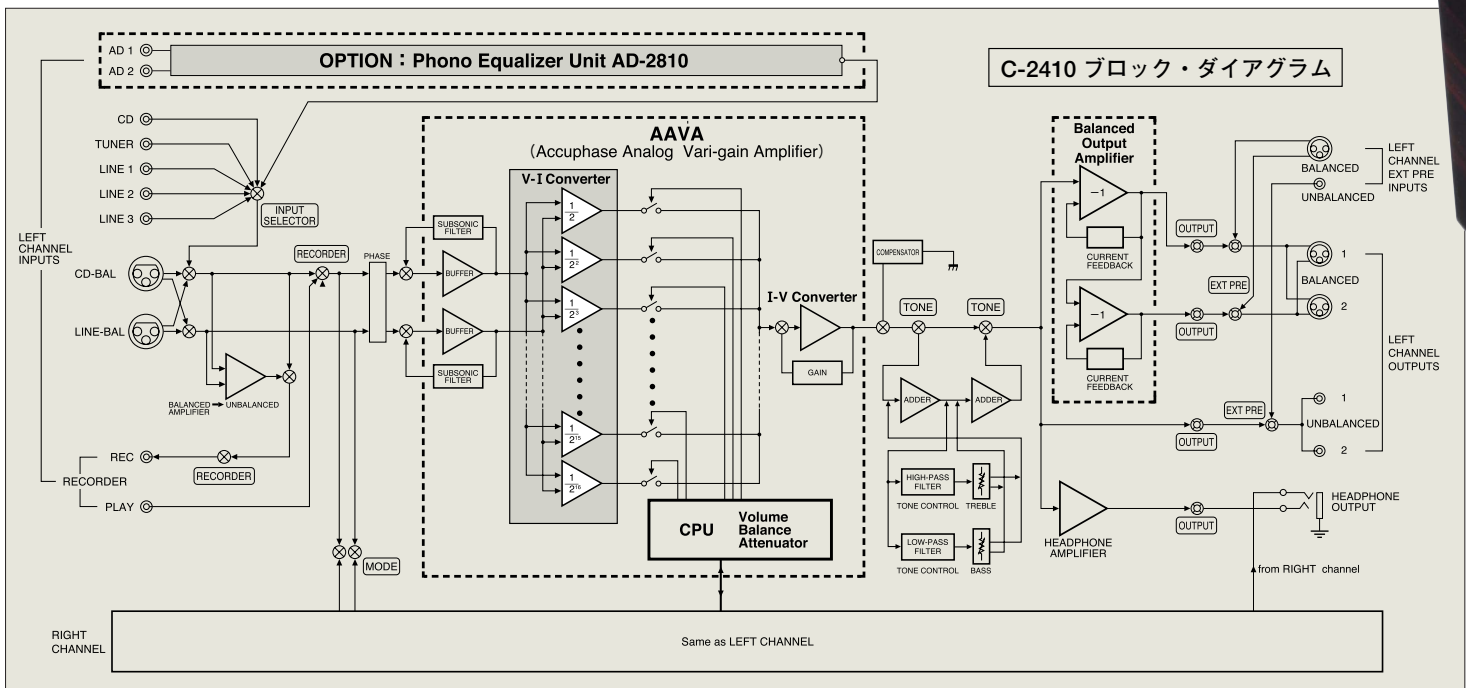 AD 1
AD 2
OPTION：Phono Equalizer Unit AD-2810
C-2410 ブロック・ダイアグラム
CD
TUNER
LINE 1
LINE 2
LINE 3
INPUT
SELECTOR
LEFT
CHANNEL
INPUTS
CD-BAL
LINE-BAL
RECORDER
PHASE
BALANCED → UNBALANCED
AMPLIFIER
REC
RECORDER
PLAY
RECORDER
MODE
AAVA
(Accuphase Analog Vari-gain Amplifier)
V-I Converter
SUBSONIC
FILTER
BUFFER
BUFFER
SUBSONIC
FILTER
1/2
1/2²
1/2³
1/2¹⁵
1/2¹⁶
I-V Converter
GAIN
CPU
Volume
Balance
Attenuator
COMPENSATOR
TONE
TONE
ADDER
ADDER
HIGH-PASS
FILTER
TONE CONTROL
TREBLE
LOW-PASS
FILTER
TONE CONTROL
BASS
Balanced
Output
Amplifier
−1
CURRENT
FEEDBACK
−1
CURRENT
FEEDBACK
HEADPHONE
AMPLIFIER
OUTPUT
OUTPUT
OUTPUT
OUTPUT
EXT PRE
EXT PRE
BALANCED
UNBALANCED
LEFT
CHANNEL
EXT PRE
INPUTS
1
BALANCED
2
LEFT
CHANNEL
OUTPUTS
1
UNBALANCED
2
HEADPHONE
OUTPUT
from RIGHT channel
RIGHT
CHANNEL
Same as LEFT CHANNEL